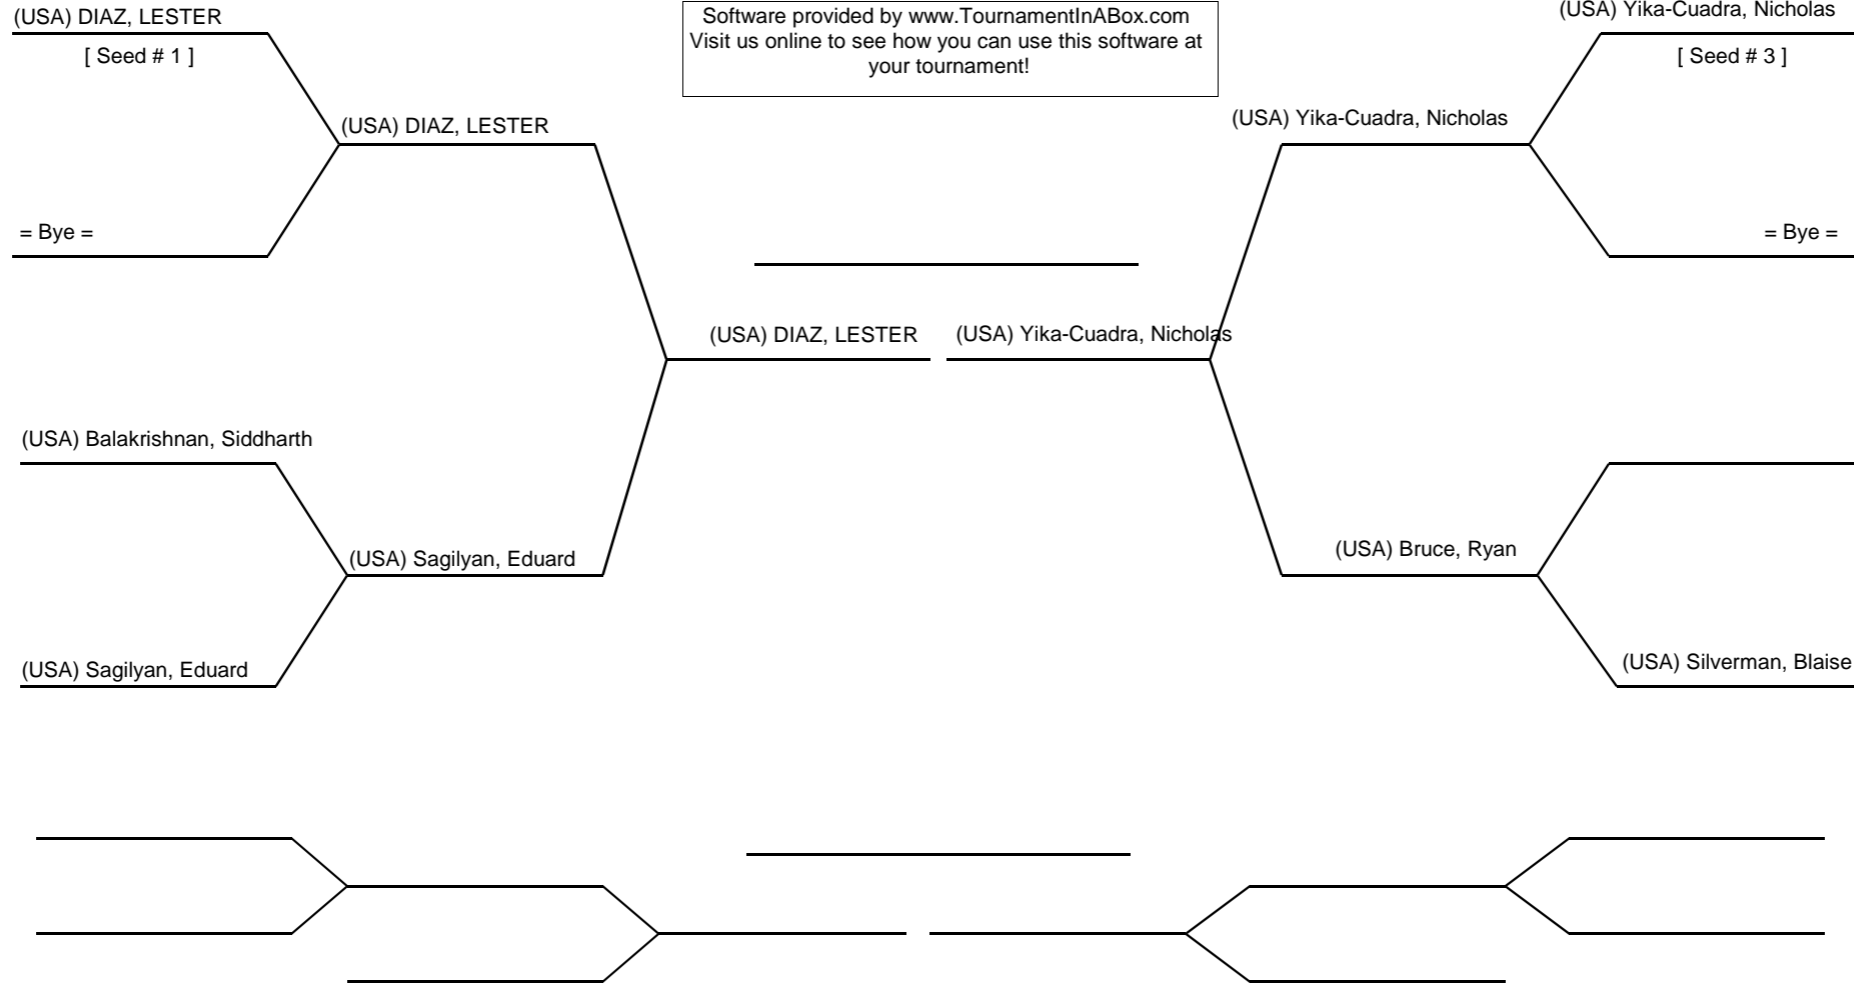 (USA) DIAZ, LESTER
Software provided by www.TournamentInABox.com
Visit us online to see how you can use this software at
your tournament!
(USA) Yika-Cuadra, Nicholas
[ Seed # 1 ]
[ Seed # 3 ]
(USA) DIAZ, LESTER
(USA) Yika-Cuadra, Nicholas
= Bye =
= Bye =
(USA) DIAZ, LESTER
(USA) Yika-Cuadra, Nicholas
(USA) Balakrishnan, Siddharth
(USA) Sagilyan, Eduard
(USA) Bruce, Ryan
(USA) Sagilyan, Eduard
(USA) Silverman, Blaise